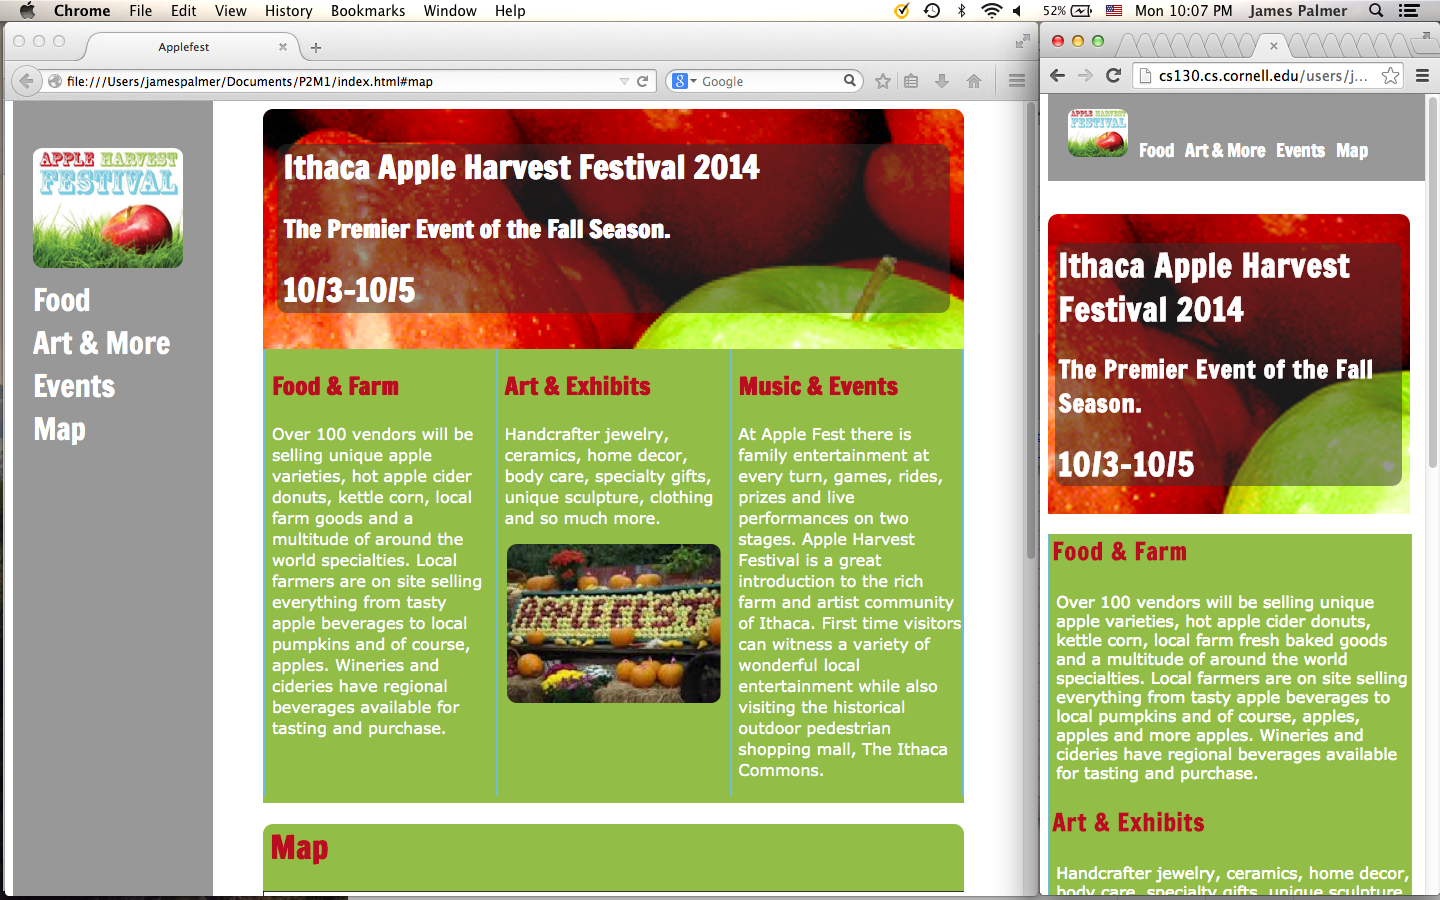 Chrome File Edit View History Bookmarks Window Help
52% Mon 10:07 PM James Palmer
Applefest
file:///Users/jamespalmer/Documents/P2M1/index.html#map
Google
APPLE HARVEST
FESTIVAL
Food
Art & More
Events
Map
Ithaca Apple Harvest Festival 2014
The Premier Event of the Fall Season.
10/3-10/5
Food & Farm
Over 100 vendors will be
selling unique apple
varieties, hot apple cider
donuts, kettle corn, local
farm goods and a
multitude of around the
world specialties. Local
farmers are on site selling
everything from tasty
apple beverages to local
pumpkins and of course,
apples. Wineries and
cideries have regional
beverages available for
tasting and purchase.
Art & Exhibits
Handcrafter jewelry,
ceramics, home decor,
body care, specialty gifts,
unique sculpture, clothing
and so much more.
APPLEFEST
Music & Events
At Apple Fest there is
family entertainment at
every turn, games, rides,
prizes and live
performances on two
stages. Apple Harvest
Festival is a great
introduction to the rich
farm and artist community
of Ithaca. First time visitors
can witness a variety of
wonderful local
entertainment while also
visiting the historical
outdoor pedestrian
shopping mall, The Ithaca
Commons.
Map
cs130.cs.cornell.edu/users/j...
APPLE HARVEST
FESTIVAL
Food Art & More Events Map
Ithaca Apple Harvest
Festival 2014
The Premier Event of the Fall
Season.
10/3-10/5
Food & Farm
Over 100 vendors will be selling unique
apple varieties, hot apple cider donuts,
kettle corn, local farm fresh baked goods
and a multitude of around the world
specialties. Local farmers are on site selling
everything from tasty apple beverages to
local pumpkins and of course, apples,
apples and more apples. Wineries and
cideries have regional beverages available
for tasting and purchase.
Art & Exhibits
Handcrafter jewelry, ceramics, home decor,
body care, specialty gifts, unique sculpture,